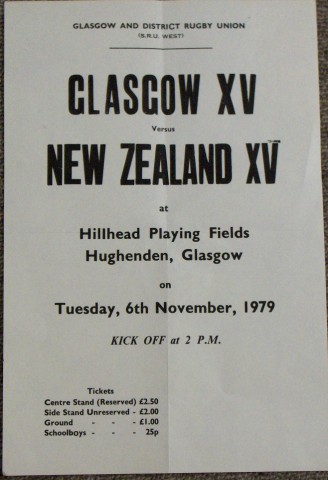 GLASGOW AND DISTRICT RUGBY UNION
(S.R.U. WEST)
GLASGOW XV
Versus
NEW ZEALAND XV
at
Hillhead Playing Fields
Hughenden, Glasgow
on
Tuesday, 6th November, 1979
KICK OFF at 2 P.M.
Tickets
Centre Stand (Reserved) £2.50
Side Stand Unreserved - £2.00
Ground - - £1.00
Schoolboys - - 25p